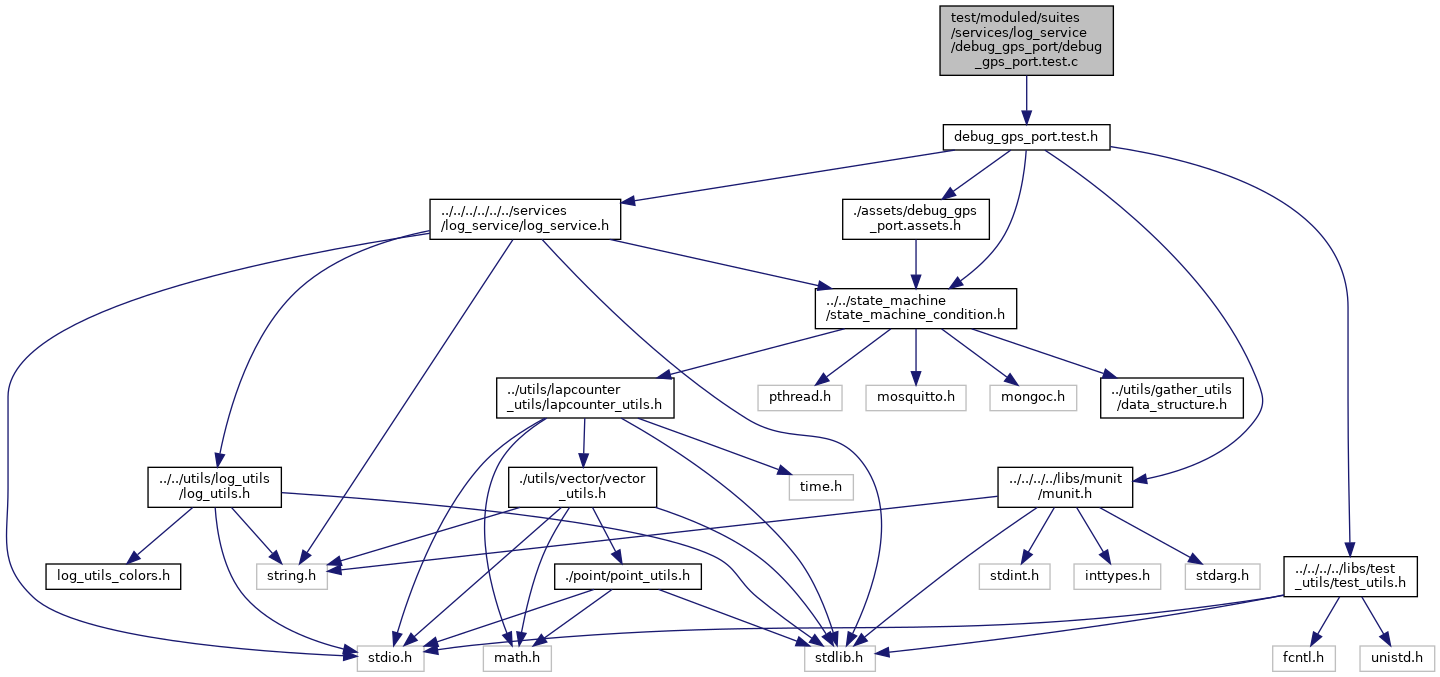 test/moduled/suites
/services/log_service
/debug_gps_port/debug
_gps_port.test.c
debug_gps_port.test.h
../../../../../../services
/log_service/log_service.h
./assets/debug_gps
_port.assets.h
../../state_machine
/state_machine_condition.h
../utils/lapcounter
_utils/lapcounter_utils.h
pthread.h
mosquitto.h
mongoc.h
../utils/gather_utils
/data_structure.h
../../utils/log_utils
/log_utils.h
./utils/vector/vector
_utils.h
time.h
../../../../libs/munit
/munit.h
log_utils_colors.h
string.h
./point/point_utils.h
stdint.h
inttypes.h
stdarg.h
../../../../libs/test
_utils/test_utils.h
stdio.h
math.h
stdlib.h
fcntl.h
unistd.h